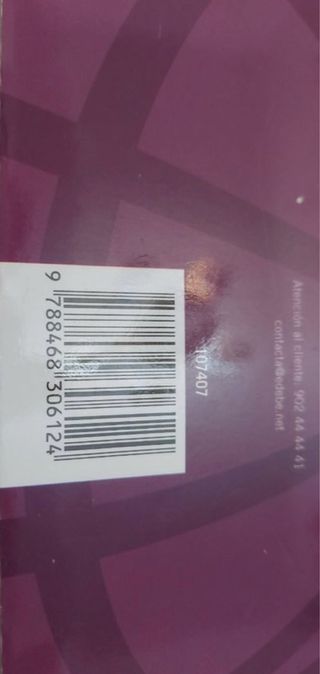 Atención al cliente: 902 44 44 41
contacta@edebe.net
107407
9 788468 306124